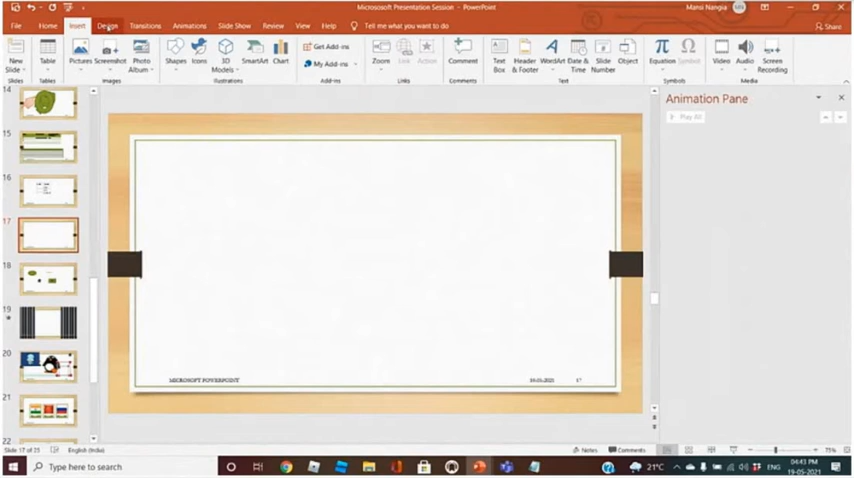 Micrososoft Presentation Session - PowerPoint
Mansi Nangia
File Home Insert Design Transitions Animations Slide Show Review View Help Tell me what you want to do Share
New Slide
Table
Pictures
Screenshot
Photo Album
Shapes
Icons
3D Models
SmartArt
Chart
Get Add-ins
My Add-ins
Zoom
Link
Action
Comment
Text Box
Header & Footer
WordArt
Date & Time
Slide Number
Object
Equation
Symbol
Video
Audio
Screen Recording
Slides Tables Images Illustrations Add-ins Links Comments Text Symbols Media
14
15
16
17
18
19
20
21
22
Animation Pane
Play All
MICROSOFT POWERPOINT 19-05-2021 17
Slide 17 of 25 English (India) Notes Comments 75%
Type here to search
21°C ENG
04:43 PM
19-05-2021